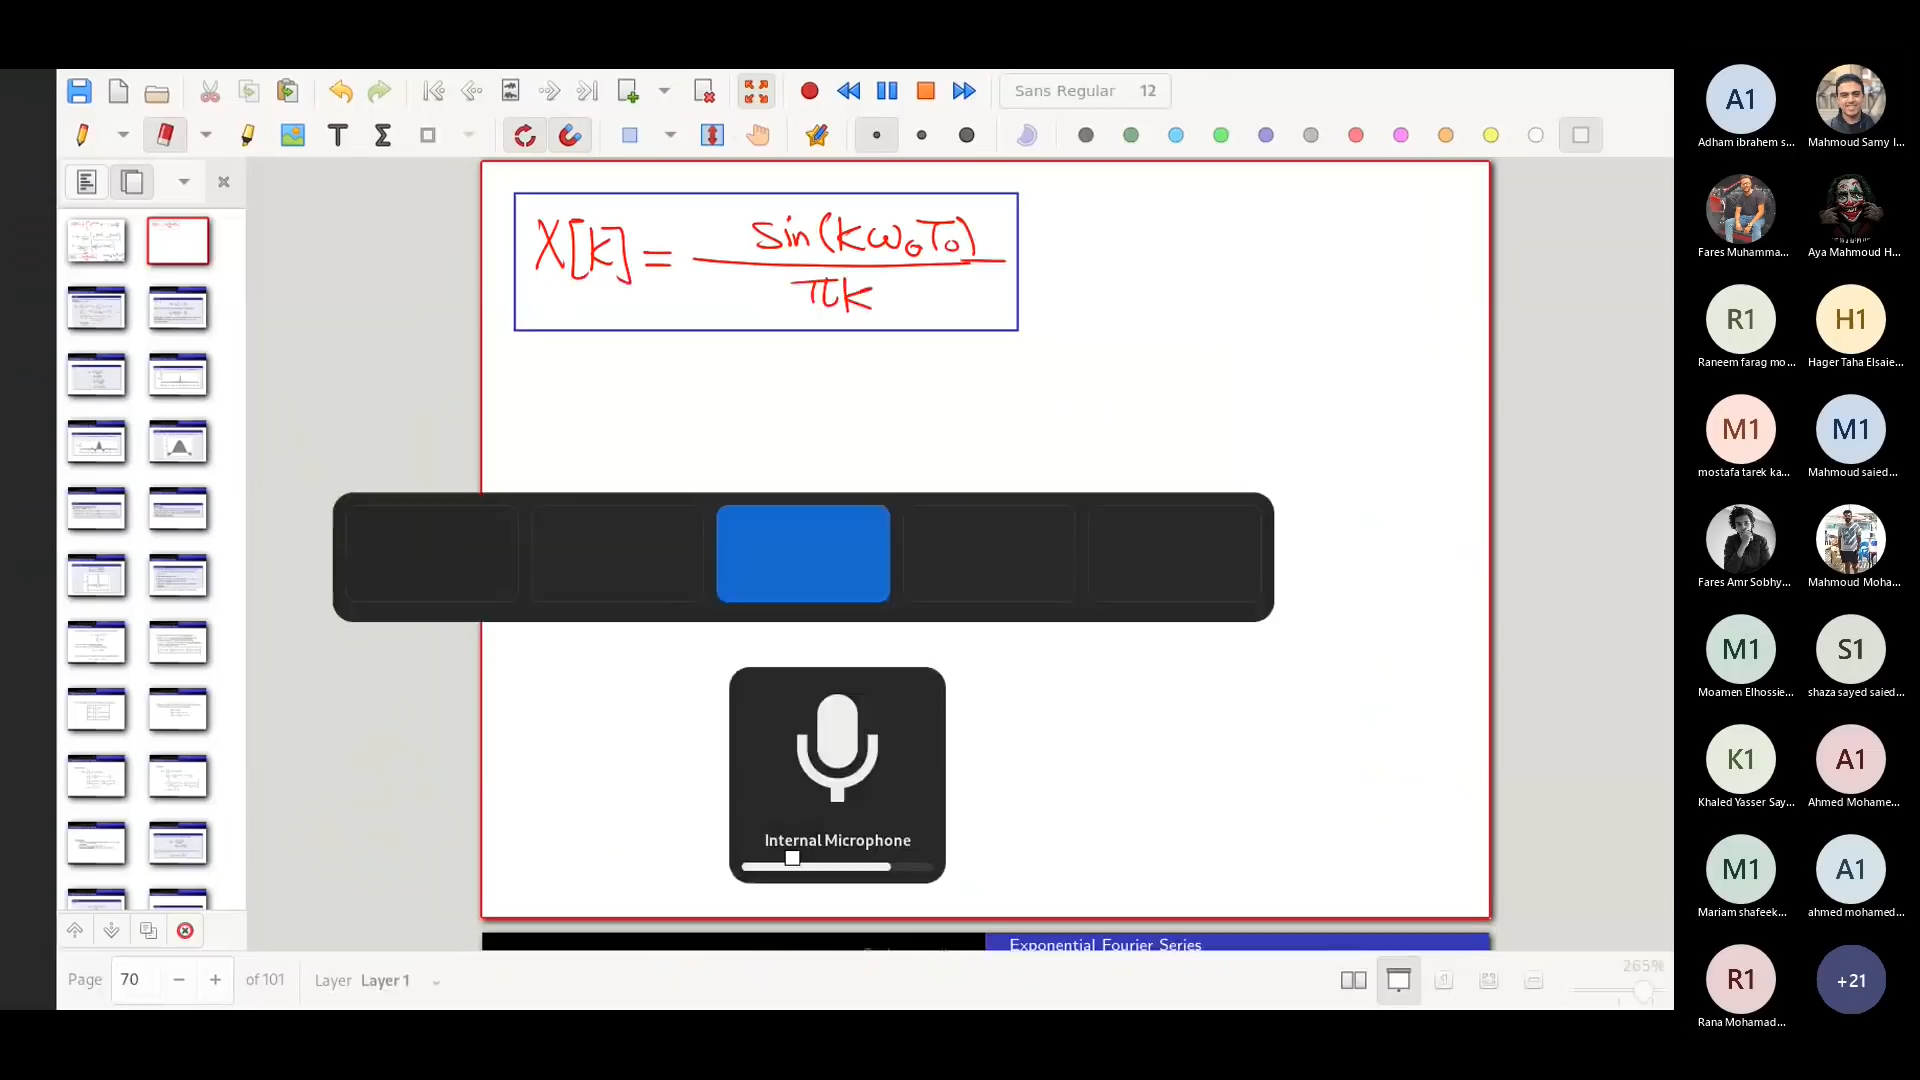 Sans Regular 12
X[k] = sin(kω₀T₀) / πk
Internal Microphone
Exponential Fourier Series
Page 70 of 101 Layer Layer 1
265%
A1
Adham ibrahem s...
Mahmoud Samy I...
Fares Muhamma...
Aya Mahmoud H...
R1
H1
Raneem farag mo...
Hager Taha Elsaie...
M1
M1
mostafa tarek ka...
Mahmoud saied...
Fares Amr Sobhy...
Mahmoud Moha...
M1
S1
Moamen Elhossie...
shaza sayed saied...
K1
A1
Khaled Yasser Say...
Ahmed Mohame...
M1
A1
Mariam shafeek...
ahmed mohamed...
R1
+21
Rana Mohamad...